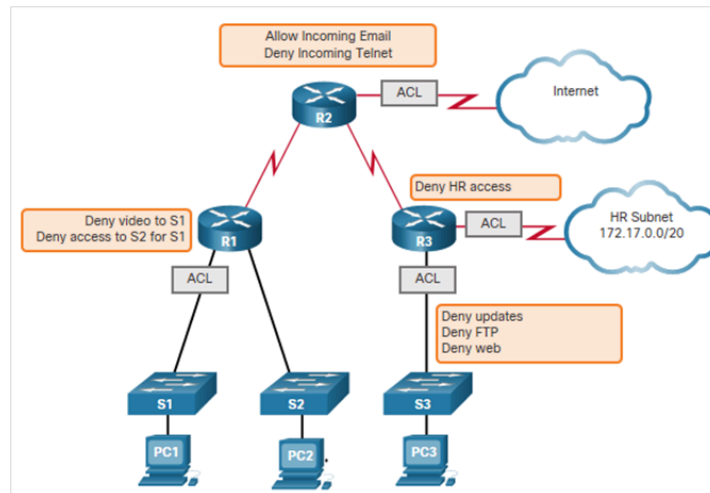 Allow Incoming Email
Deny Incoming Telnet
ACL
Internet
R2
Deny HR access
Deny video to S1
Deny access to S2 for S1
R1
R3
ACL
HR Subnet
172.17.0.0/20
ACL
ACL
Deny updates
Deny FTP
Deny web
S1
S2
S3
PC1
PC2
PC3